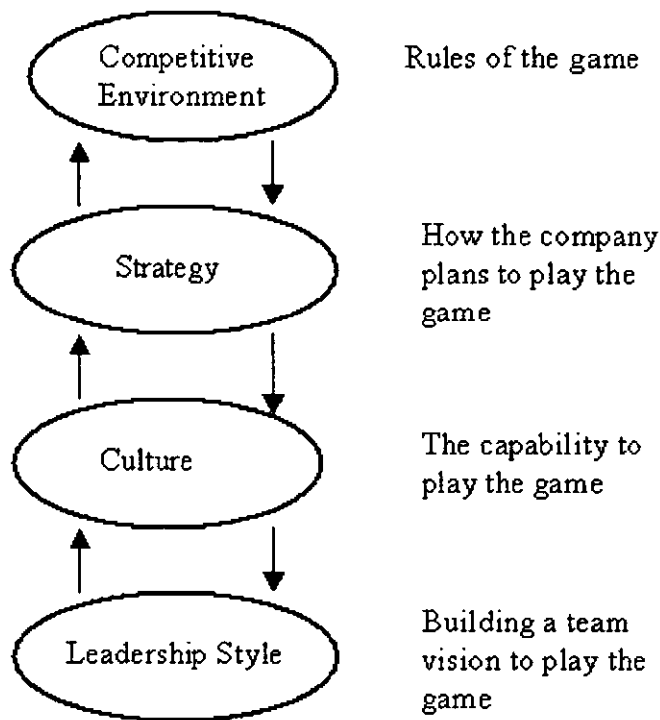 Competitive
Environment
Rules of the game
Strategy
How the company
plans to play the
game
Culture
The capability to
play the game
Leadership Style
Building a team
vision to play the
game